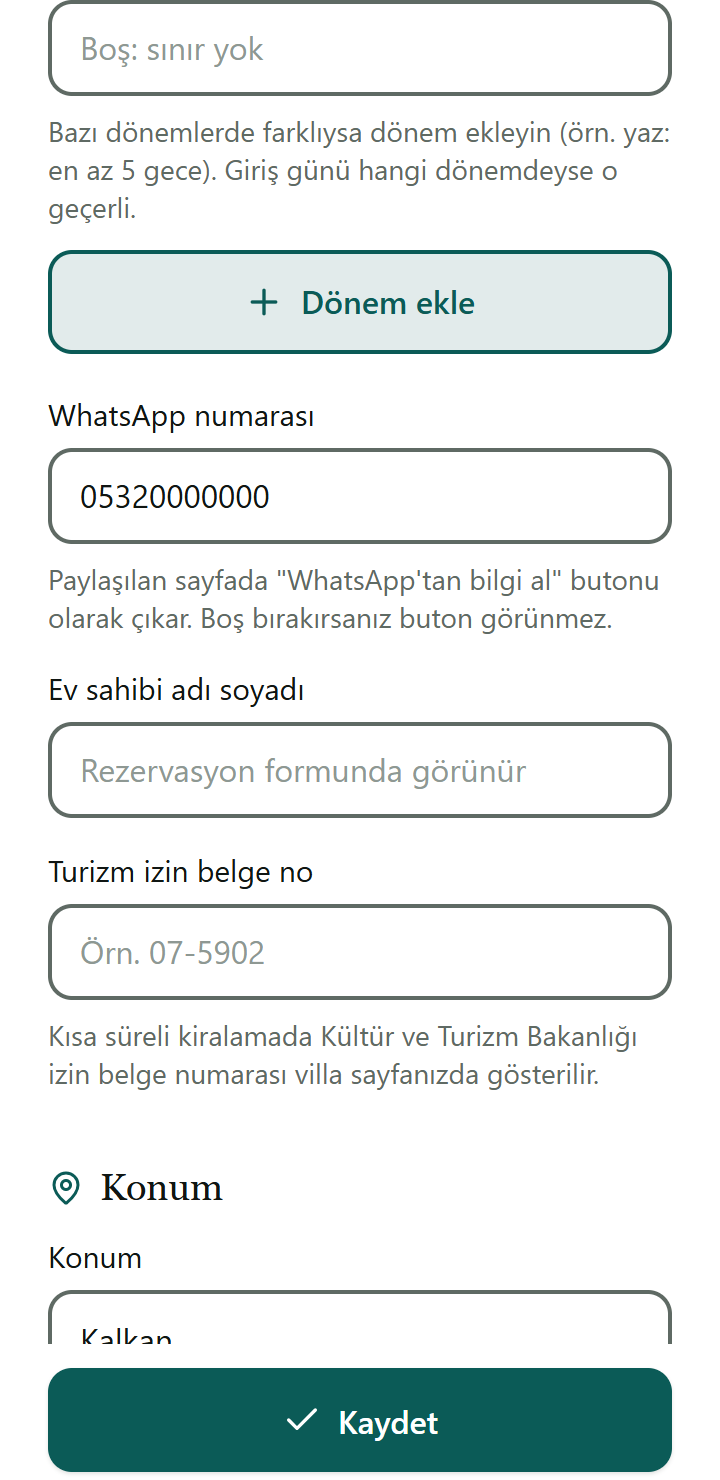 Boş: sınır yok
Bazı dönemlerde farklıysa dönem ekleyin (örn. yaz:
en az 5 gece). Giriş günü hangi dönemdeyse o
geçerli.
+ Dönem ekle
WhatsApp numarası
05320000000
Paylaşılan sayfada "WhatsApp'tan bilgi al" butonu
olarak çıkar. Boş bırakırsanız buton görünmez.
Ev sahibi adı soyadı
Rezervasyon formunda görünür
Turizm izin belge no
Örn. 07-5902
Kısa süreli kiralamada Kültür ve Turizm Bakanlığı
izin belge numarası villa sayfanızda gösterilir.
Konum
Konum
Kalkan
Kaydet